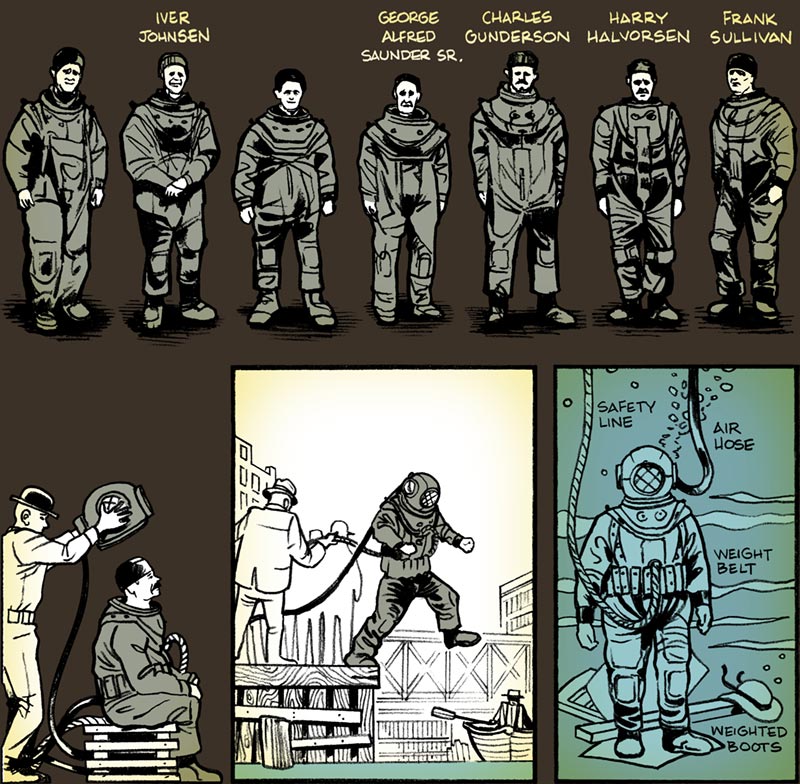 IVER
JOHNSEN
GEORGE
ALFRED
SAUNDER SR.
CHARLES
GUNDERSON
HARRY
HALVORSEN
FRANK
SULLIVAN
SAFETY
LINE
AIR
HOSE
WEIGHT
BELT
WEIGHTED
BOOTS